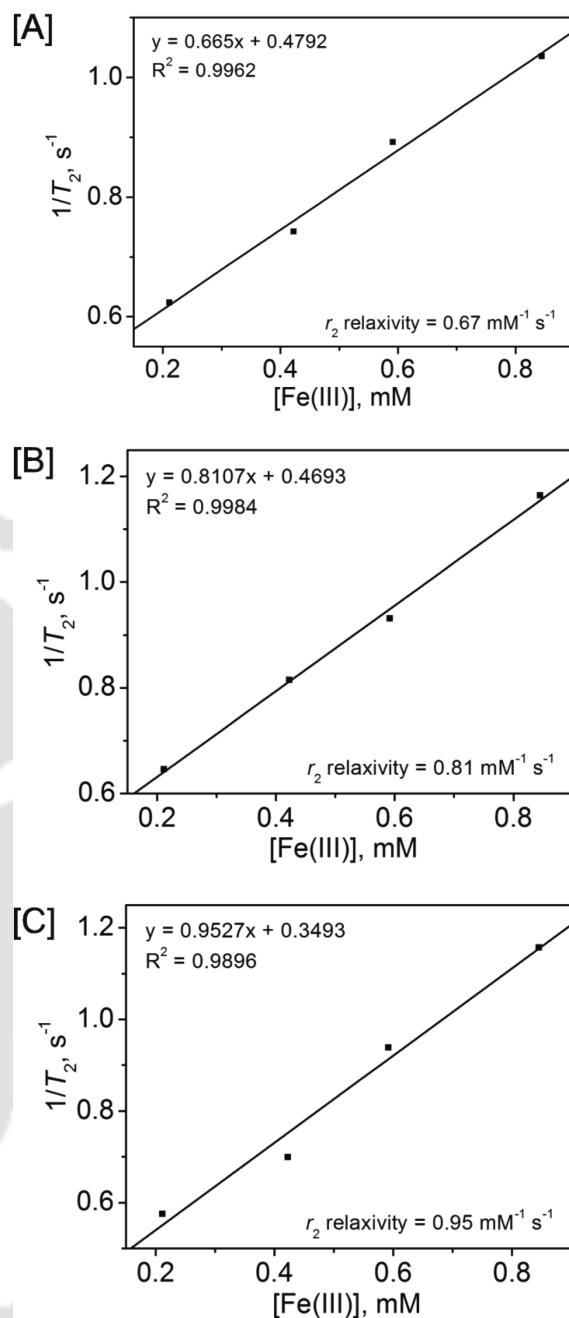 [A]
y = 0.665x + 0.4792
R² = 0.9962
1.0
0.8
0.6
1/T₂, s⁻¹
r₂ relaxivity = 0.67 mM⁻¹ s⁻¹
0.2 0.4 0.6 0.8
[Fe(III)], mM
[B]
y = 0.8107x + 0.4693
R² = 0.9984
1.2
1.0
0.8
0.6
1/T₂, s⁻¹
r₂ relaxivity = 0.81 mM⁻¹ s⁻¹
0.2 0.4 0.6 0.8
[Fe(III)], mM
[C]
y = 0.9527x + 0.3493
R² = 0.9896
1.2
1.0
0.8
0.6
1/T₂, s⁻¹
r₂ relaxivity = 0.95 mM⁻¹ s⁻¹
0.2 0.4 0.6 0.8
[Fe(III)], mM